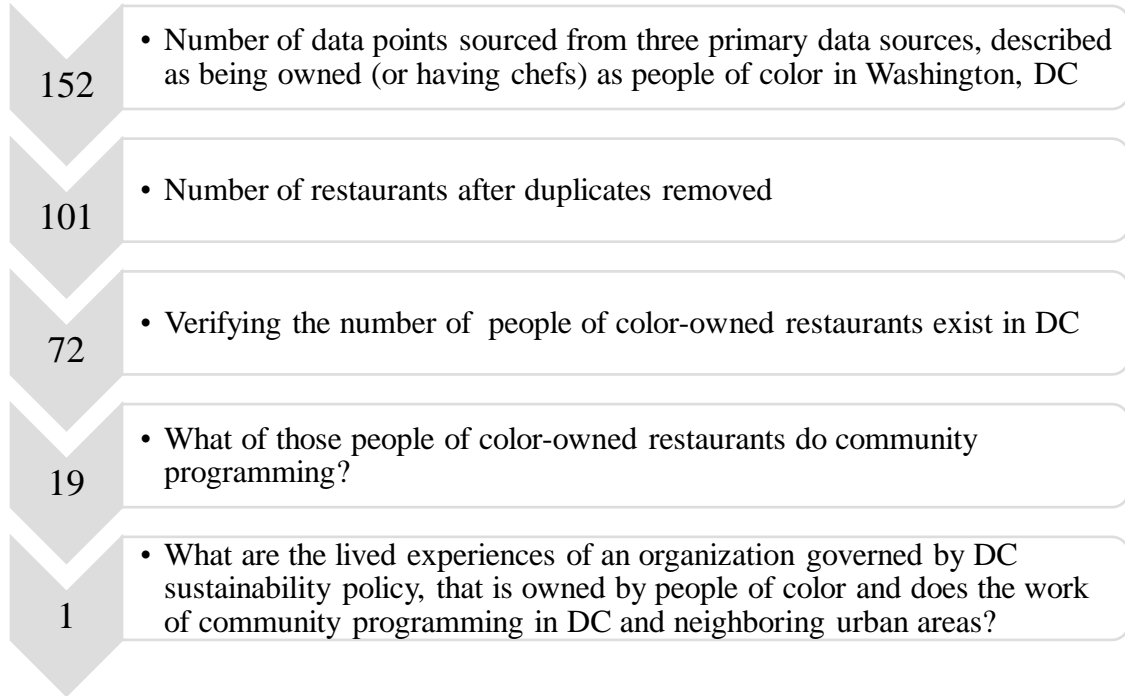 152
• Number of data points sourced from three primary data sources, described
as being owned (or having chefs) as people of color in Washington, DC
101
• Number of restaurants after duplicates removed
72
• Verifying the number of people of color-owned restaurants exist in DC
19
• What of those people of color-owned restaurants do community
programming?
1
• What are the lived experiences of an organization governed by DC
sustainability policy, that is owned by people of color and does the work
of community programming in DC and neighboring urban areas?